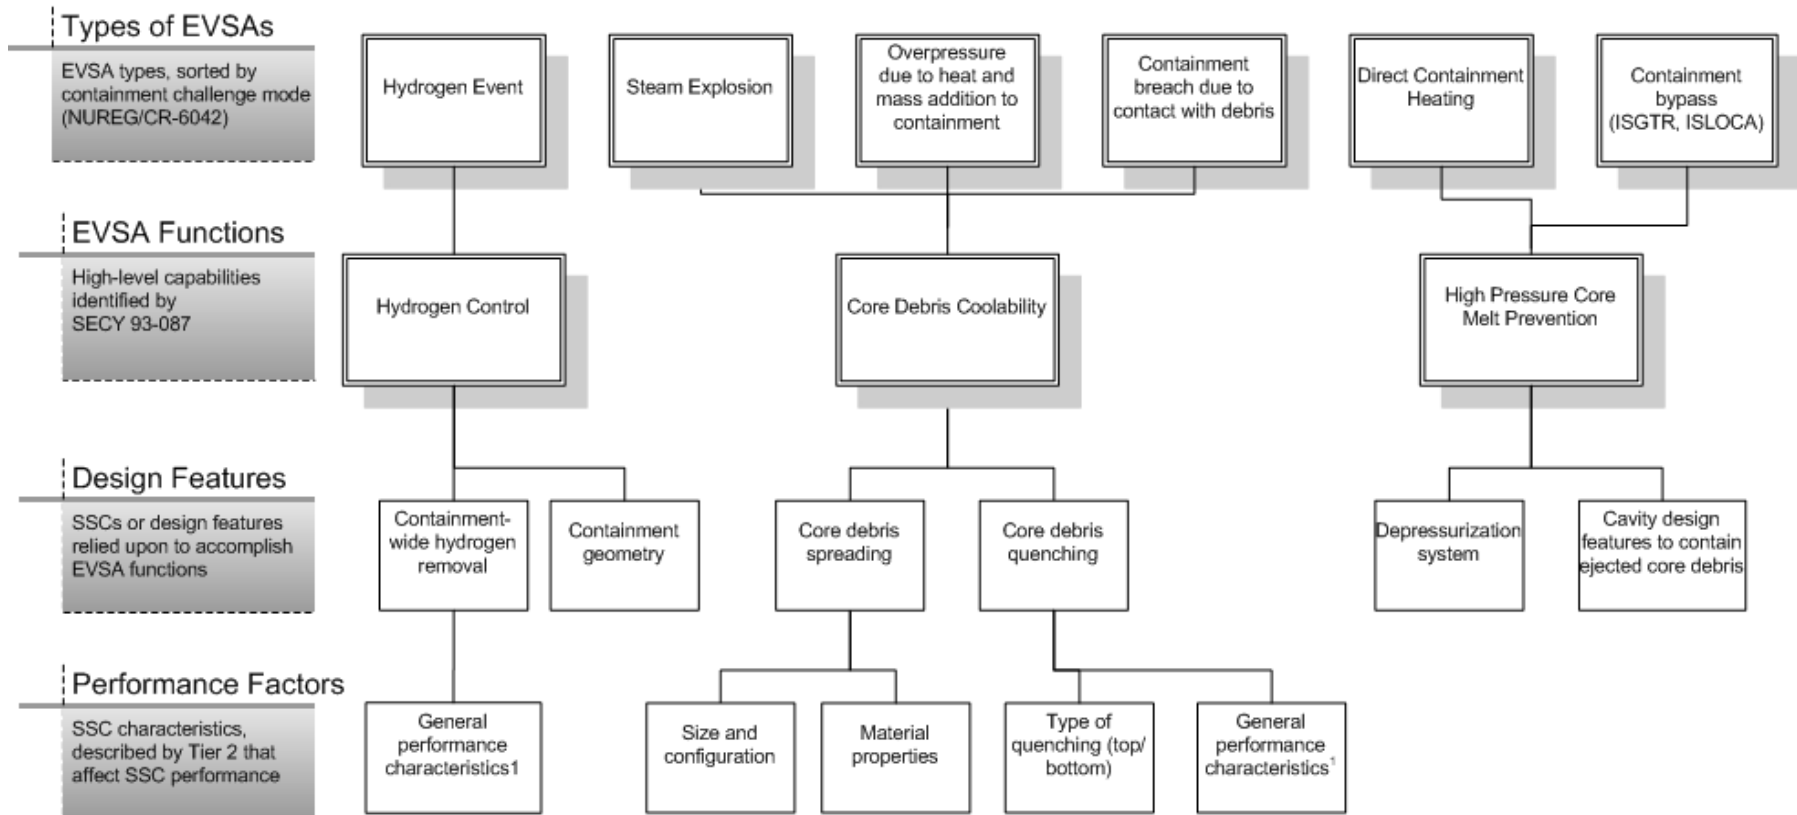 Types of EVSAs
EVSA types, sorted by
containment challenge mode
(NUREG/CR-6042)
Hydrogen Event
Steam Explosion
Overpressure
due to heat and
mass addition to
containment
Containment
breach due to
contact with debris
Direct Containment
Heating
Containment
bypass
(ISGTR, ISLOCA)
EVSA Functions
High-level capabilities
identified by
SECY 93-087
Hydrogen Control
Core Debris Coolability
High Pressure Core
Melt Prevention
Design Features
SSCs or design features
relied upon to accomplish
EVSA functions
Containment-
wide hydrogen
removal
Containment
geometry
Core debris
spreading
Core debris
quenching
Depressurization
system
Cavity design
features to contain
ejected core debris
Performance Factors
SSC characteristics,
described by Tier 2 that
affect SSC performance
General
performance
characteristics1
Size and
configuration
Material
properties
Type of
quenching (top/
bottom)
General
performance
characteristics¹